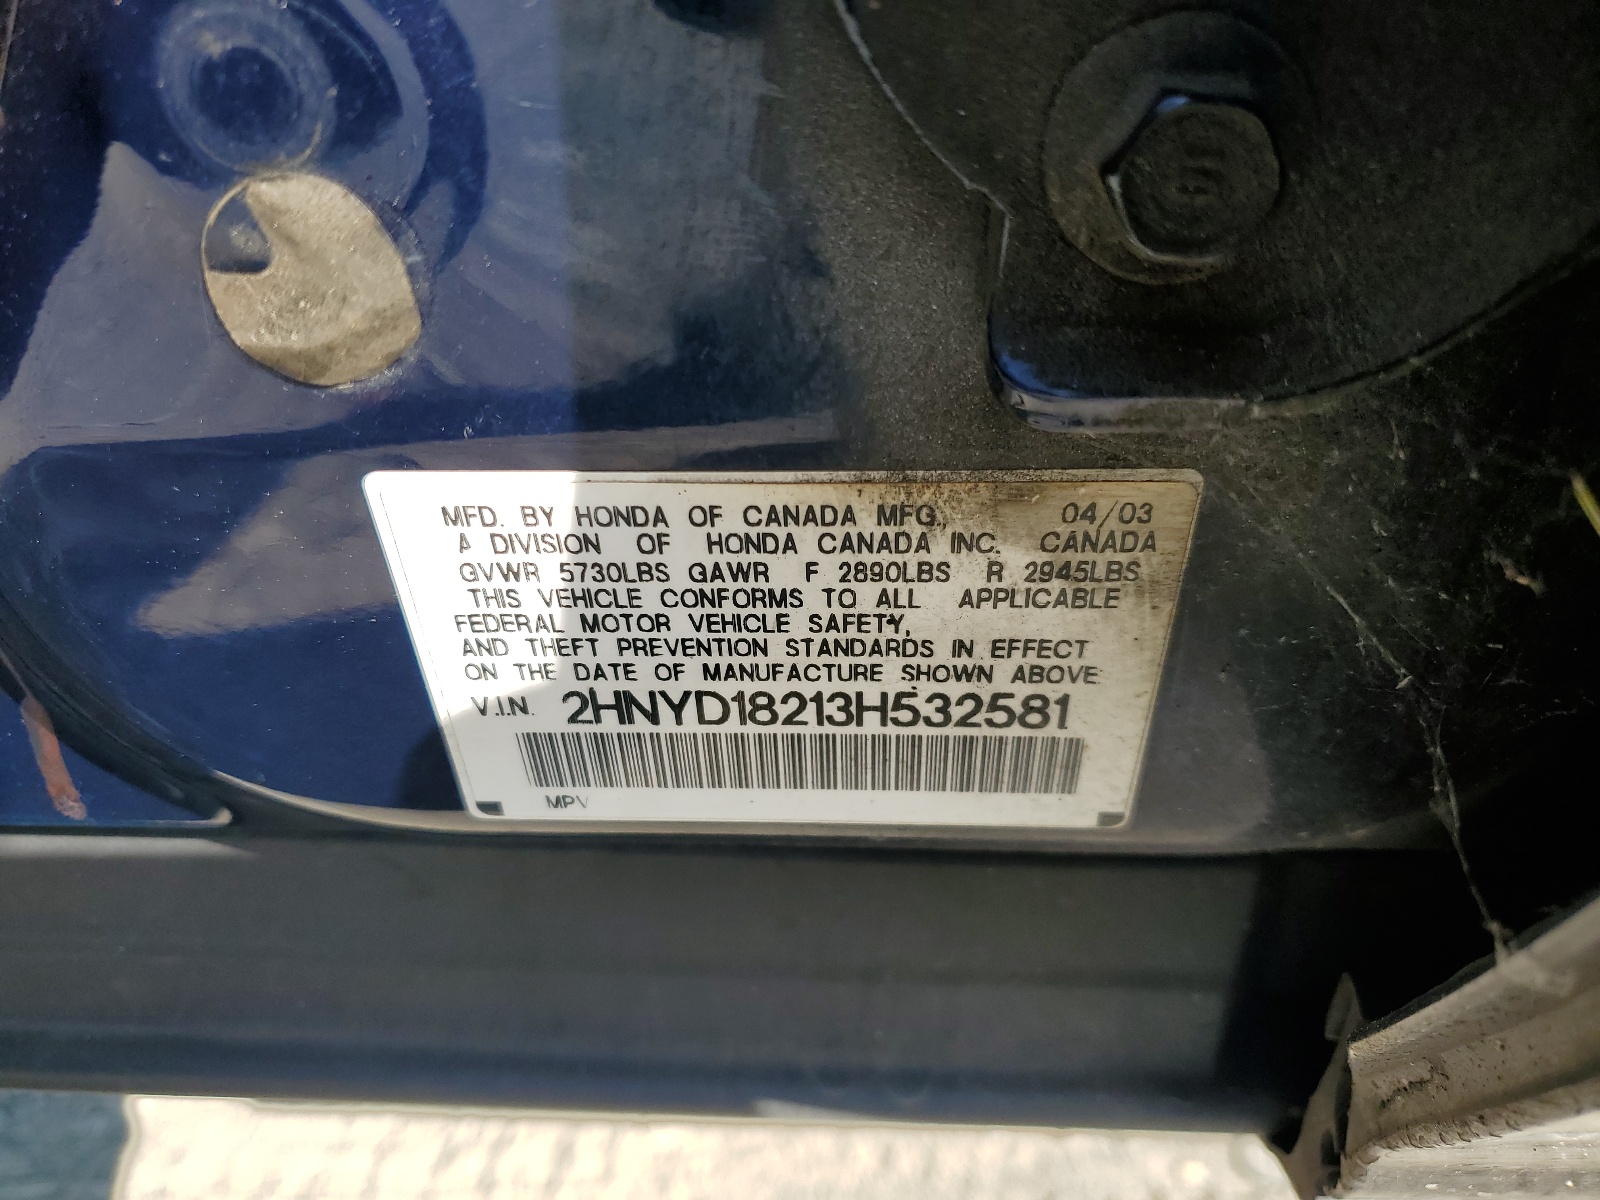 MFD. BY HONDA OF CANADA MFG., 04/03
A DIVISION OF HONDA CANADA INC. CANADA
GVWR 5730LBS GAWR F 2890LBS R 2945LBS
THIS VEHICLE CONFORMS TO ALL APPLICABLE
FEDERAL MOTOR VEHICLE SAFETY,
AND THEFT PREVENTION STANDARDS IN EFFECT
ON THE DATE OF MANUFACTURE SHOWN ABOVE.
V.I.N. 2HNYD18213H532581
MPV